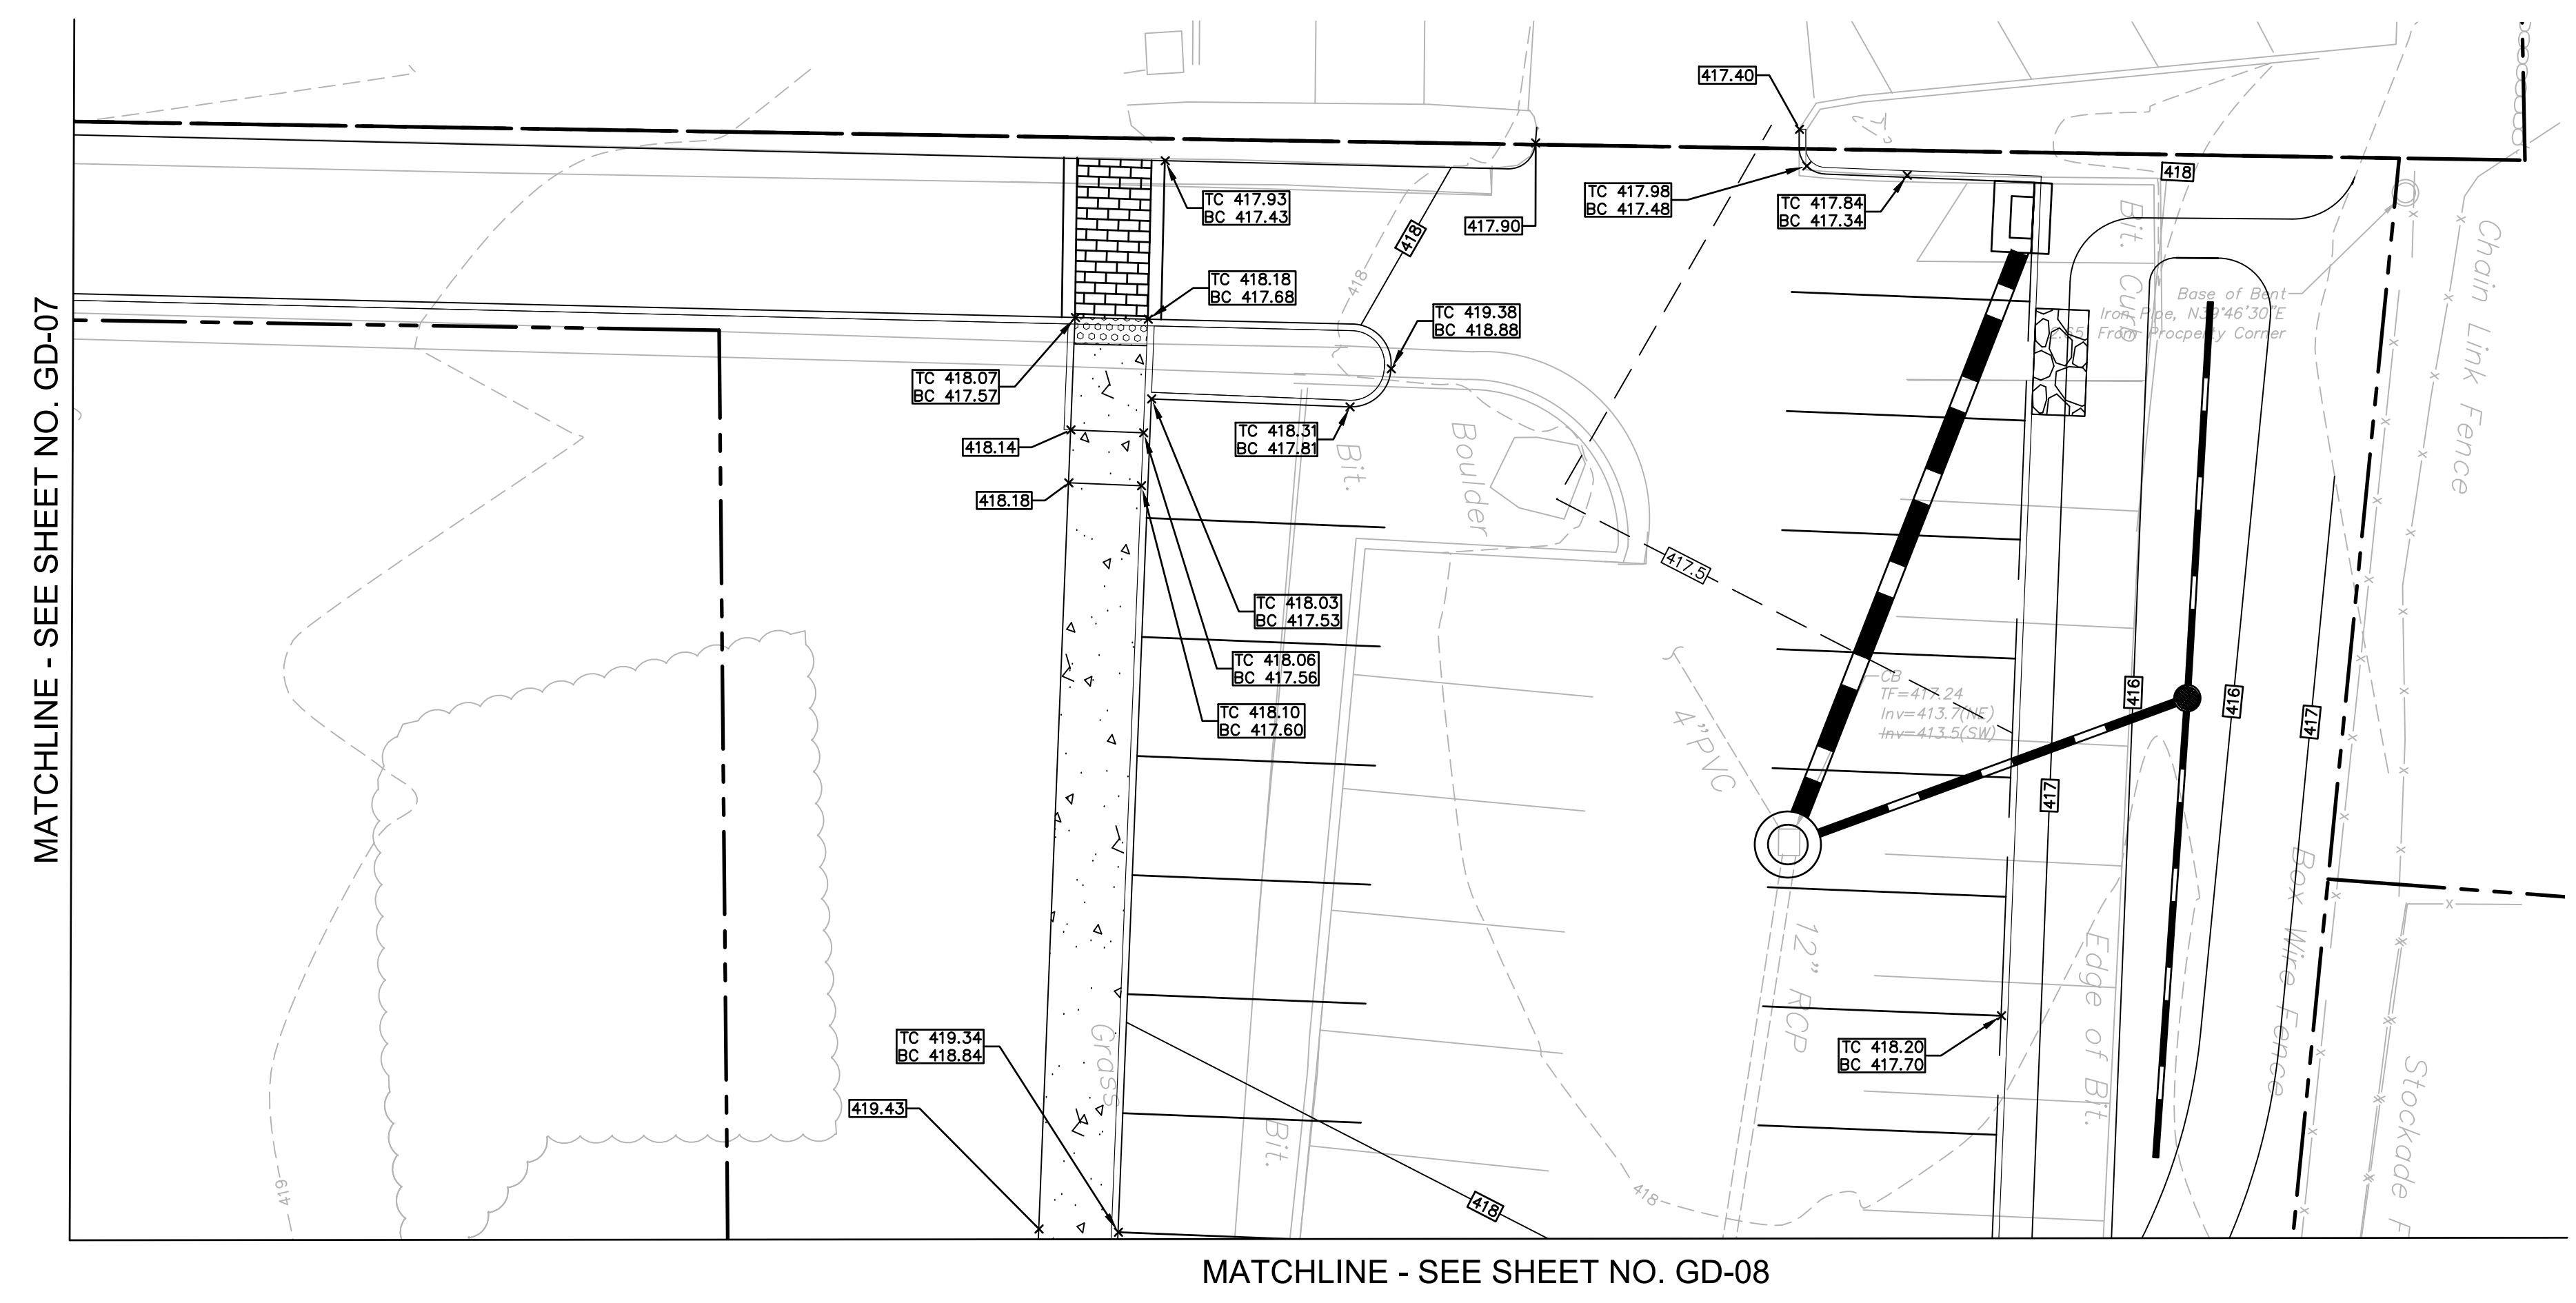 417.40
TC 417.93
BC 417.43
418
417.90
TC 417.98
BC 417.48
TC 417.84
BC 417.34
418
Bit. Curb
Chain Link Fence
TC 418.18
BC 417.68
418
TC 419.38
BC 418.88
Base of Bent
Iron Pipe, N39°46'30"E
From Procperty Corner
TC 418.07
BC 417.57
418.14
TC 418.31
BC 417.81
Bit.
Boulder
418.18
417.5
TC 418.03
BC 417.53
TC 418.06
BC 417.56
TC 418.10
BC 417.60
4"PVC
CB
TF=417.24
Inv=413.7(NE)
Inv=413.5(SW)
416
416
417
417
MATCHLINE - SEE SHEET NO. GD-07
12" RCP
Edge of Bit.
Box Wire Fence
Stockade F
TC 419.34
BC 418.84
Grass
419.43
Bit.
TC 418.20
BC 417.70
419
418
418
MATCHLINE - SEE SHEET NO. GD-08